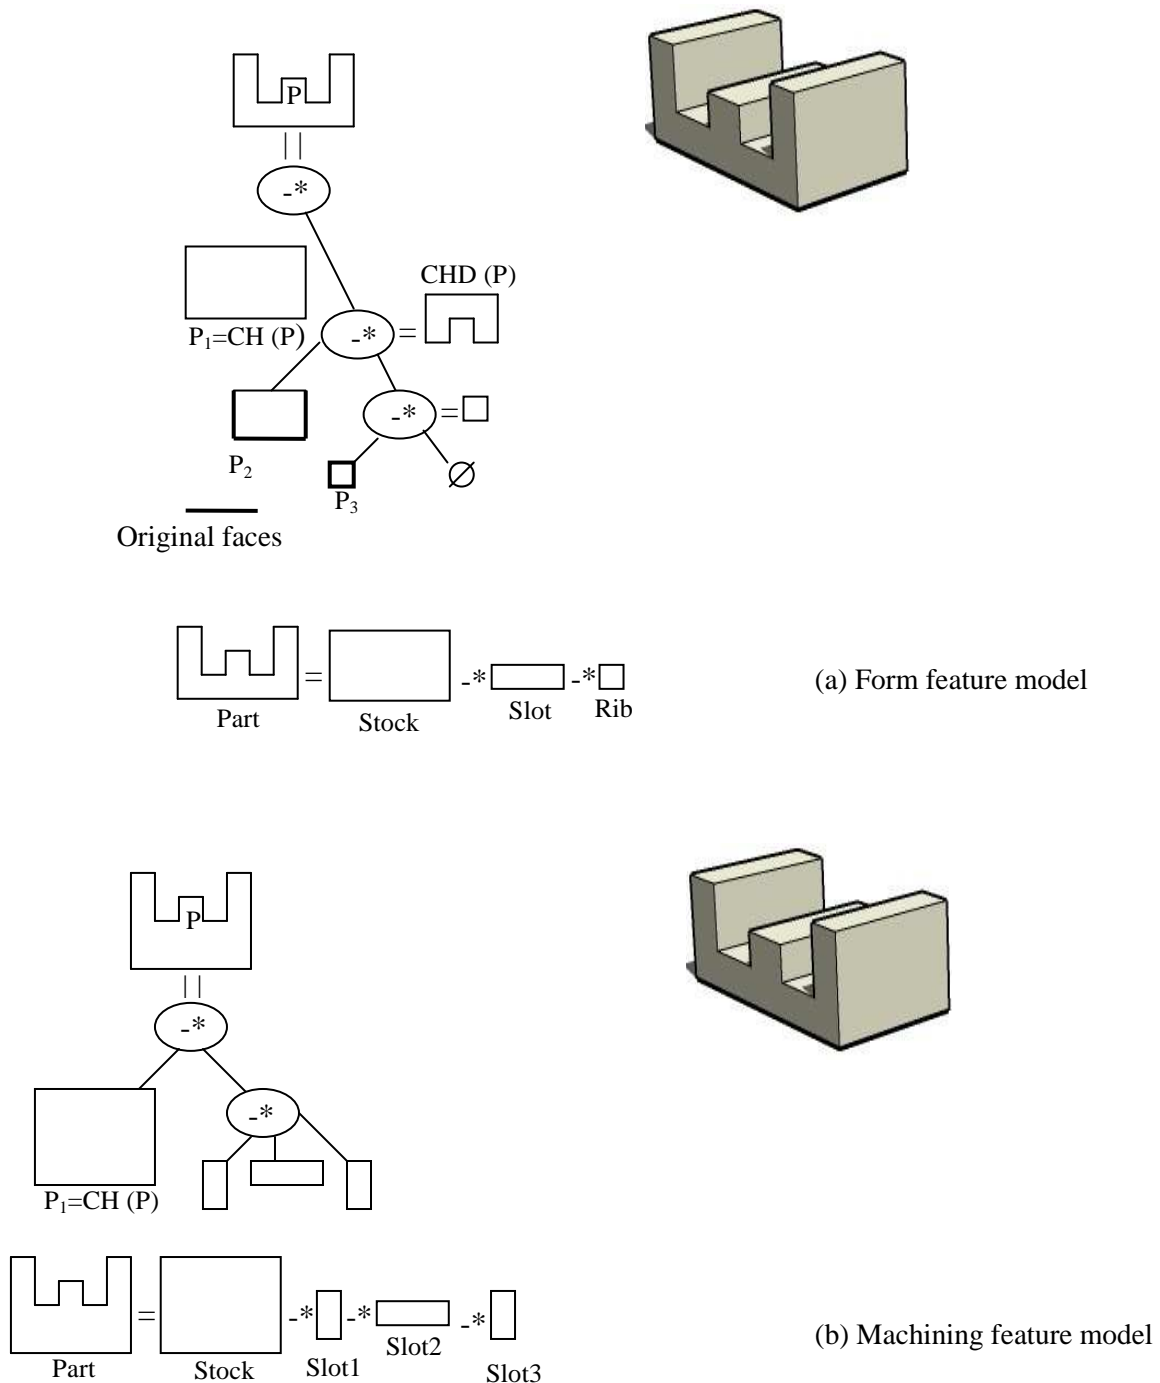 P
-*
CHD (P)
P₁=CH (P)
-* =
-* =
P₂
P₃
∅
Original faces
= -* -*
Part Stock Slot Rib
(a) Form feature model
P
-*
-*
P₁=CH (P)
= -* -* -*
Part Stock Slot1 Slot2 Slot3
(b) Machining feature model